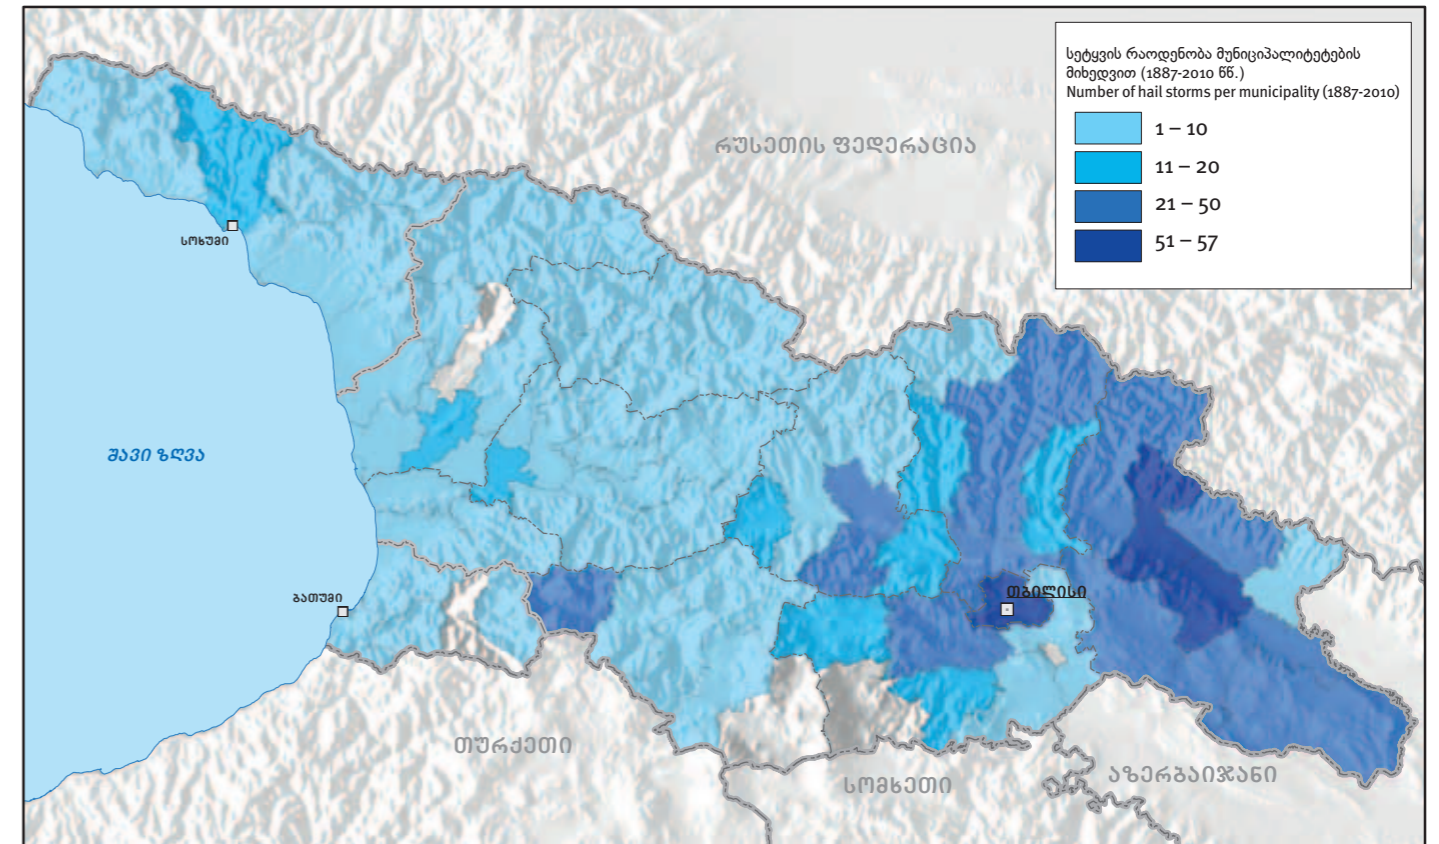 სეტყვის რაოდენობა მუნიციპალიტეტების
მიხედვით (1887-2010 წწ.)
Number of hail storms per municipality (1887-2010)
1 – 10
11 – 20
21 – 50
51 – 57
რუსეთის ფედერაცია
სოხუმი
შავი ზღვა
ბათუმი
თბილისი
თურქეთი
სომხეთი
აზერბაიჯანი